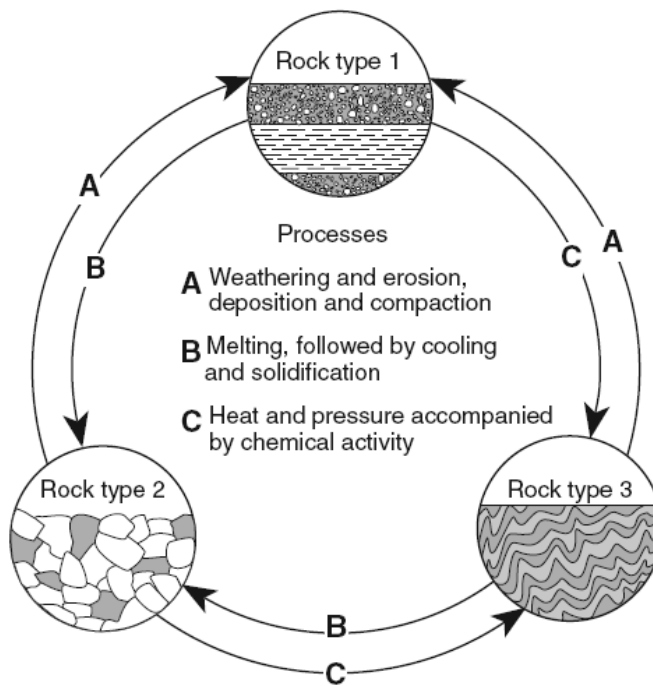 Rock type 1
A
B
C
A
Processes
A Weathering and erosion,
deposition and compaction
B Melting, followed by cooling
and solidification
C Heat and pressure accompanied
by chemical activity
Rock type 2
Rock type 3
B
C